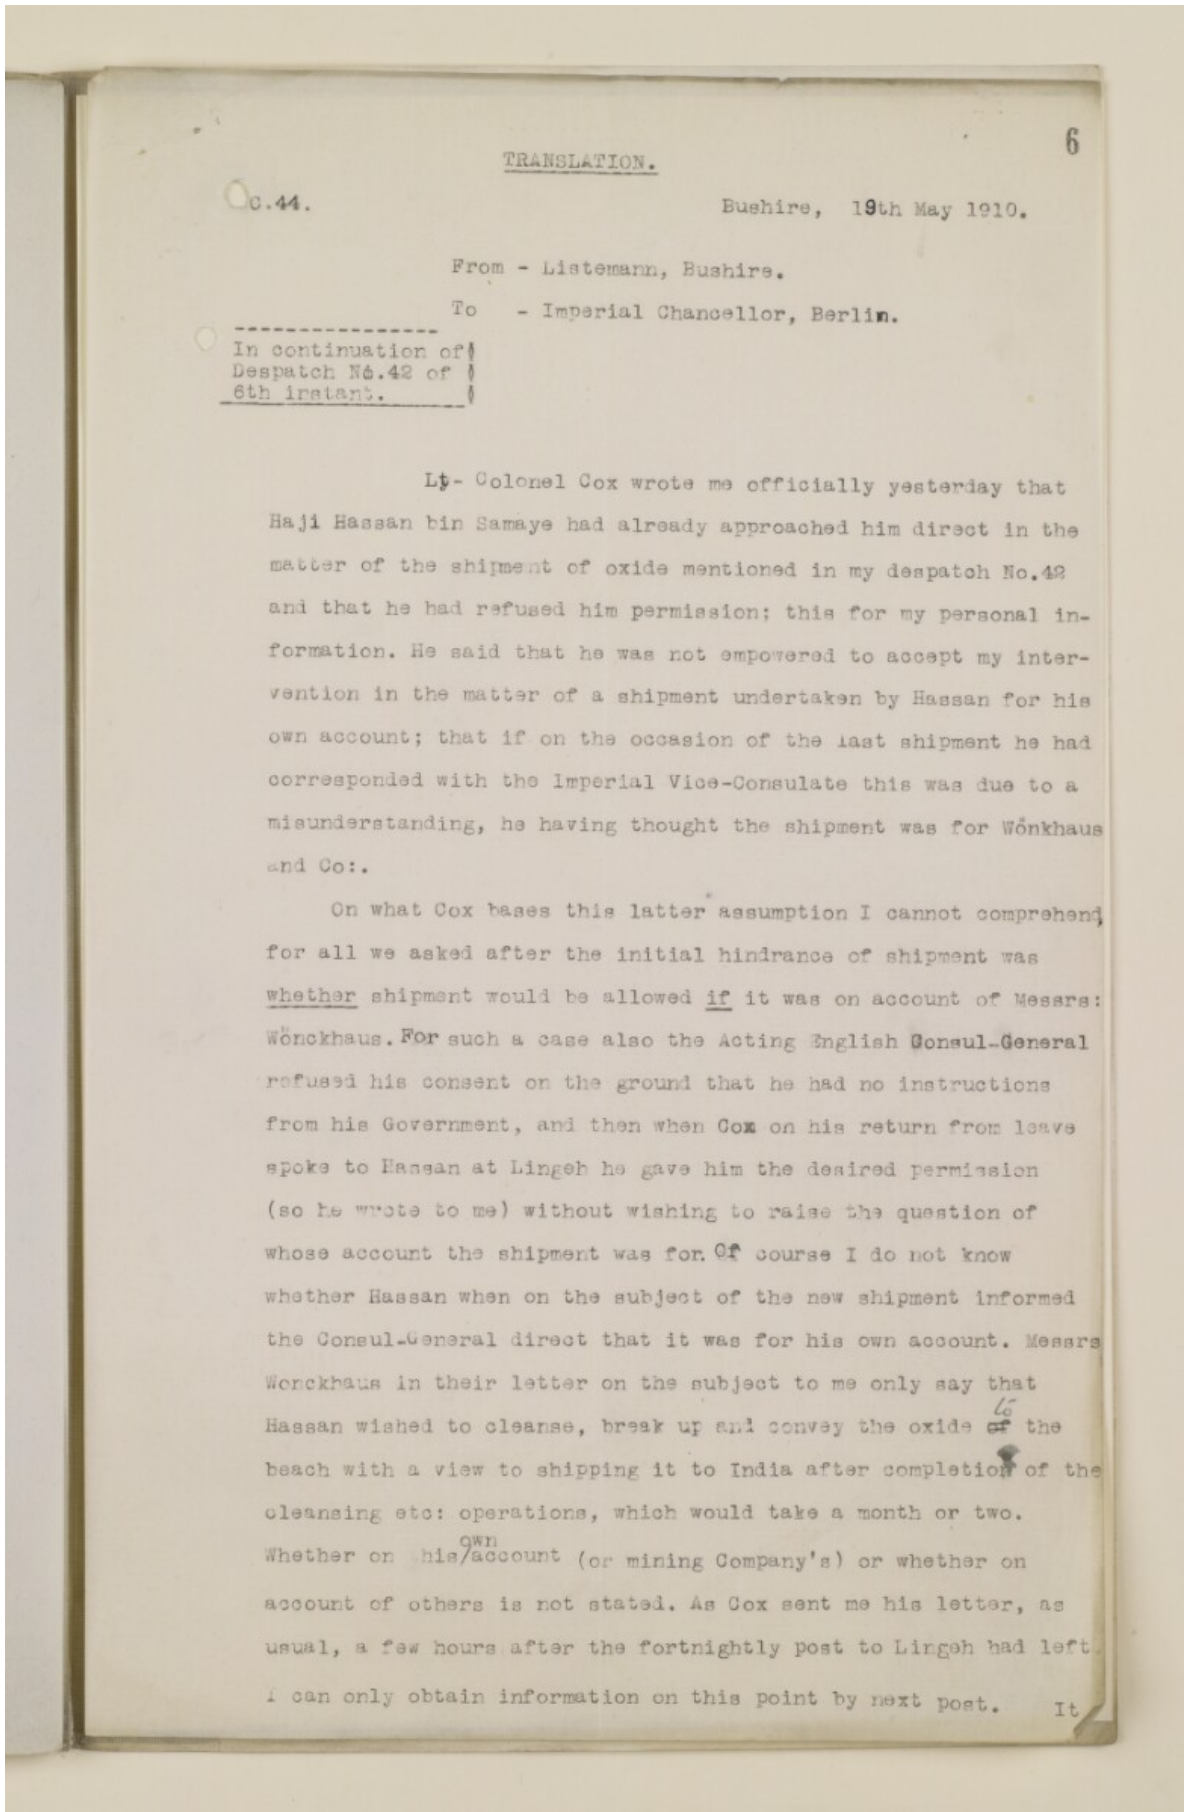 6
TRANSLATION.
C.44.
Bushire, 19th May 1910.
From - Listemann, Bushire.
To - Imperial Chancellor, Berlin.
In continuation of
Despatch No.42 of
6th instant.
Lt- Colonel Cox wrote me officially yesterday that
Haji Hassan bin Samaye had already approached him direct in the
matter of the shipment of oxide mentioned in my despatch No.42
and that he had refused him permission; this for my personal in-
formation. He said that he was not empowered to accept my inter-
vention in the matter of a shipment undertaken by Hassan for his
own account; that if on the occasion of the last shipment he had
corresponded with the Imperial Vice-Consulate this was due to a
misunderstanding, he having thought the shipment was for Wönkhaus
and Co:.
On what Cox bases this latter assumption I cannot comprehend,
for all we asked after the initial hindrance of shipment was
whether shipment would be allowed if it was on account of Messrs:
Wönckhaus. For such a case also the Acting English Consul-General
refused his consent on the ground that he had no instructions
from his Government, and then when Cox on his return from leave
spoke to Hassan at Lingeh he gave him the desired permission
(so he wrote to me) without wishing to raise the question of
whose account the shipment was for. Of course I do not know
whether Hassan when on the subject of the new shipment informed
the Consul-General direct that it was for his own account. Messrs
Wonckhaus in their letter on the subject to me only say that
Hassan wished to cleanse, break up and convey the oxide of to the
beach with a view to shipping it to India after completion of the
cleansing etc: operations, which would take a month or two.
Whether on his/own account (or mining Company's) or whether on
account of others is not stated. As Cox sent me his letter, as
usual, a few hours after the fortnightly post to Lingeh had left.
I can only obtain information on this point by next post. It